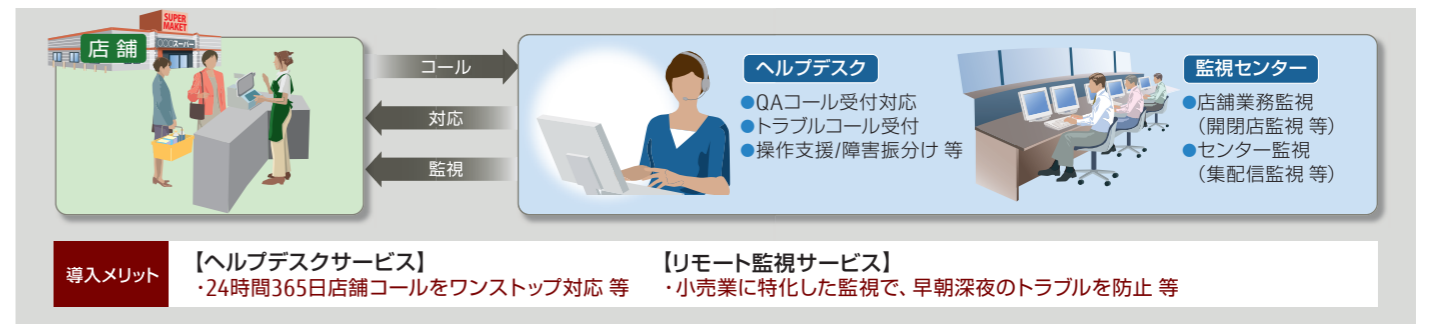 SUPER
MAKET
〇〇〇スーパー
店舗
コール
対応
監視
ヘルプデスク
●QAコール受付対応
●トラブルコール受付
●操作支援/障害振分け 等
監視センター
●店舗業務監視
（開閉店監視 等）
●センター監視
（集配信監視 等）
導入メリット
【ヘルプデスクサービス】
・24時間365日店舗コールをワンストップ対応 等
【リモート監視サービス】
・小売業に特化した監視で、早朝深夜のトラブルを防止 等